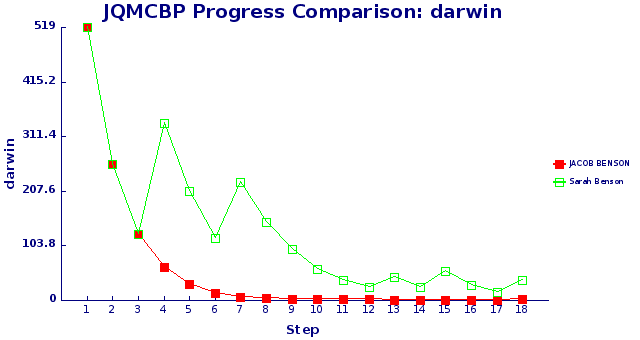 JQMCBP Progress Comparison: darwin
519
415.2
311.4
207.6
103.8
0
darwin
1 2 3 4 5 6 7 8 9 10 11 12 13 14 15 16 17 18
Step
JACOB BENSON
Sarah Benson